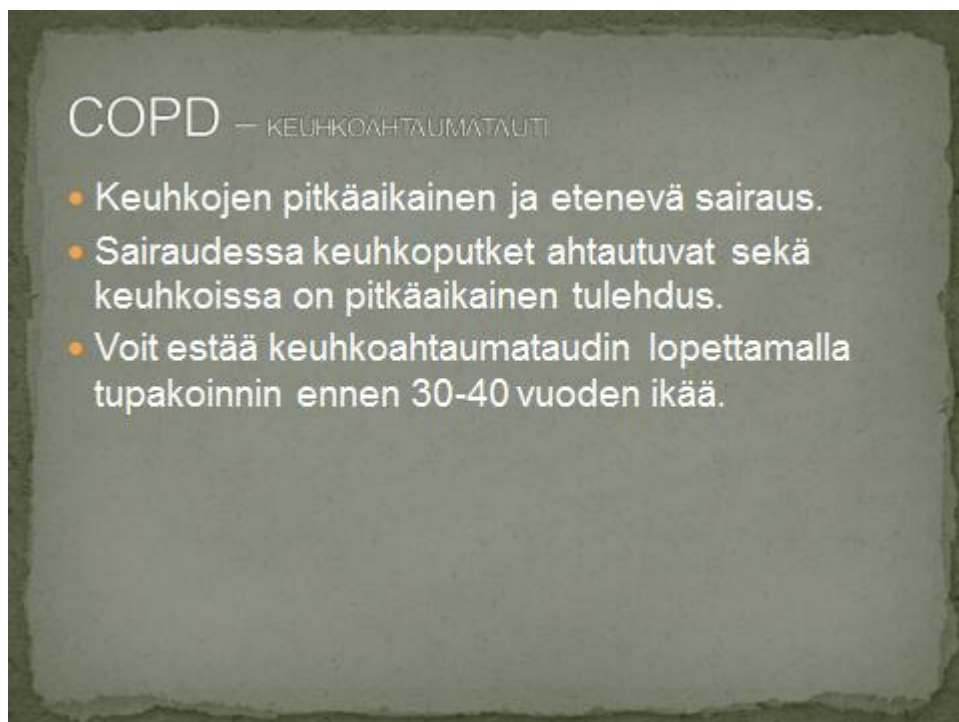 COPD – KEUHKOAHTAUMATAUTI
Keuhkojen pitkäaikainen ja etenevä sairaus.
Sairaudessa keuhkoputket ahtautuvat sekä
keuhkoissa on pitkäaikainen tulehdus.
Voit estää keuhkoahtaumataudin lopettamalla
tupakoinnin ennen 30-40 vuoden ikää.